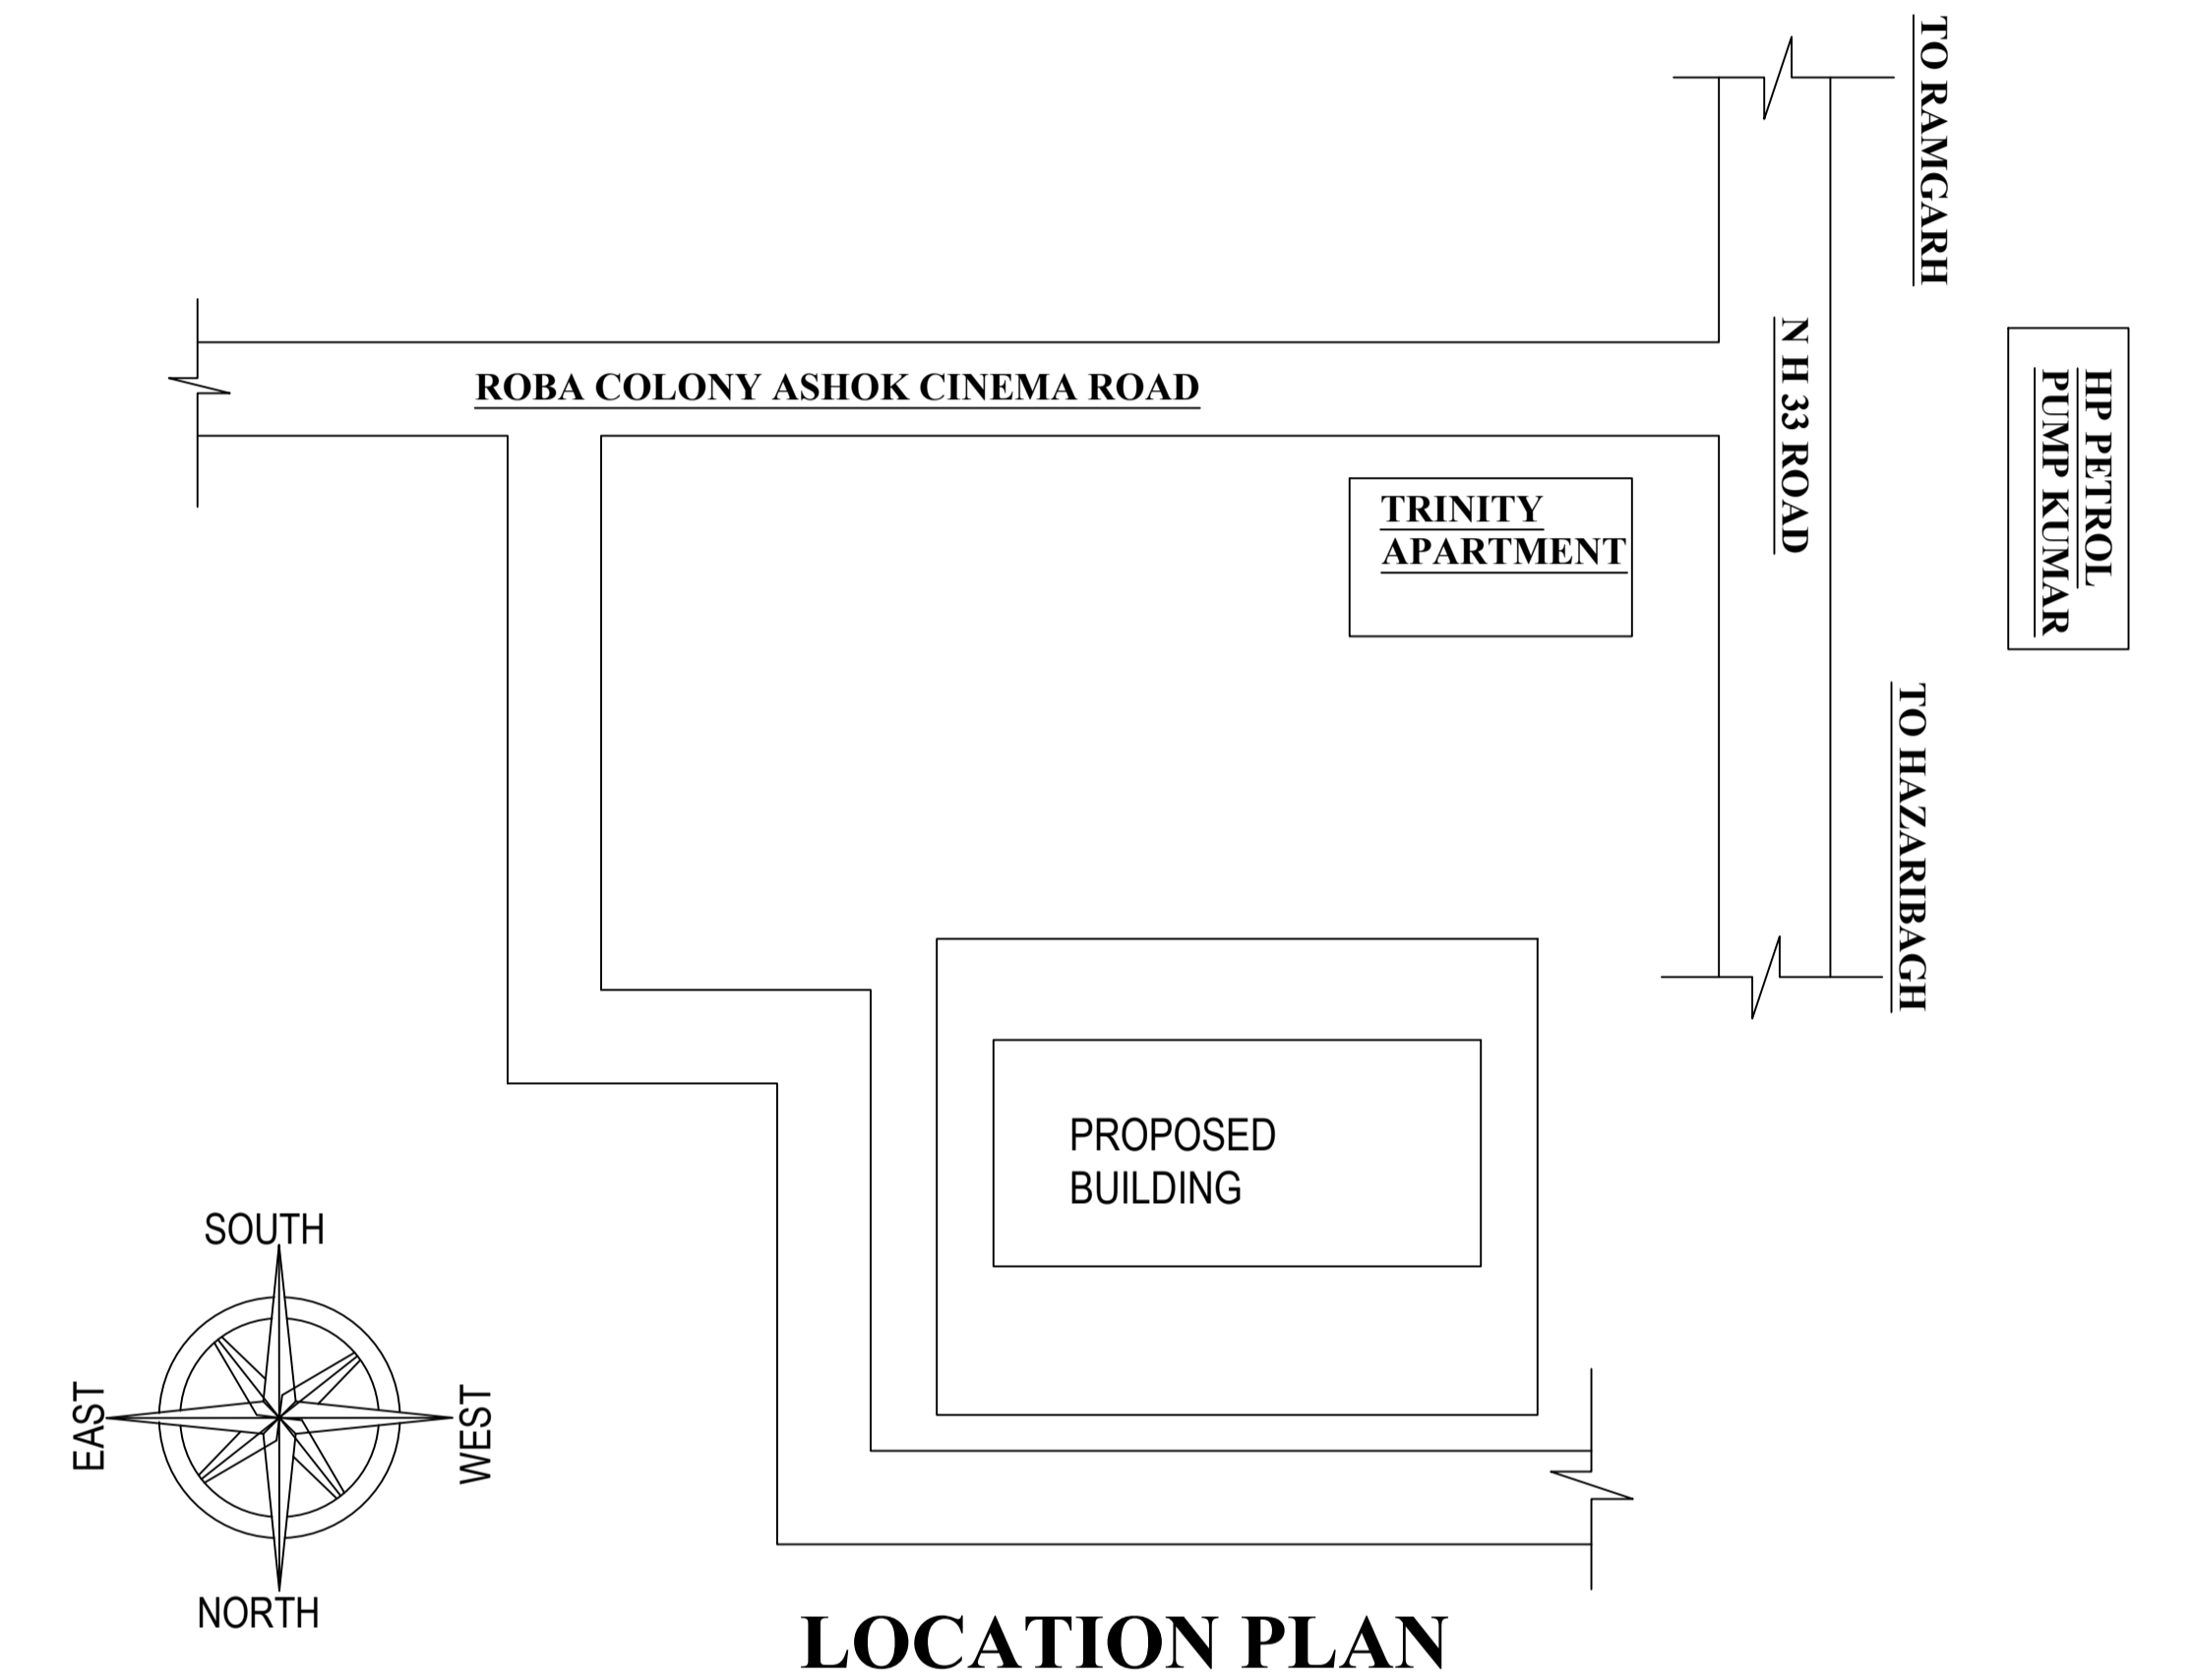 TO RAMGARH
ROBA COLONY ASHOK CINEMA ROAD
N H 33 ROAD
HP PETROL
PUMP KUMAR
TRINITY
APARTMENT
TO HAZARIBAGH
PROPOSED
BUILDING
SOUTH
EAST
WEST
NORTH
LOCATION PLAN